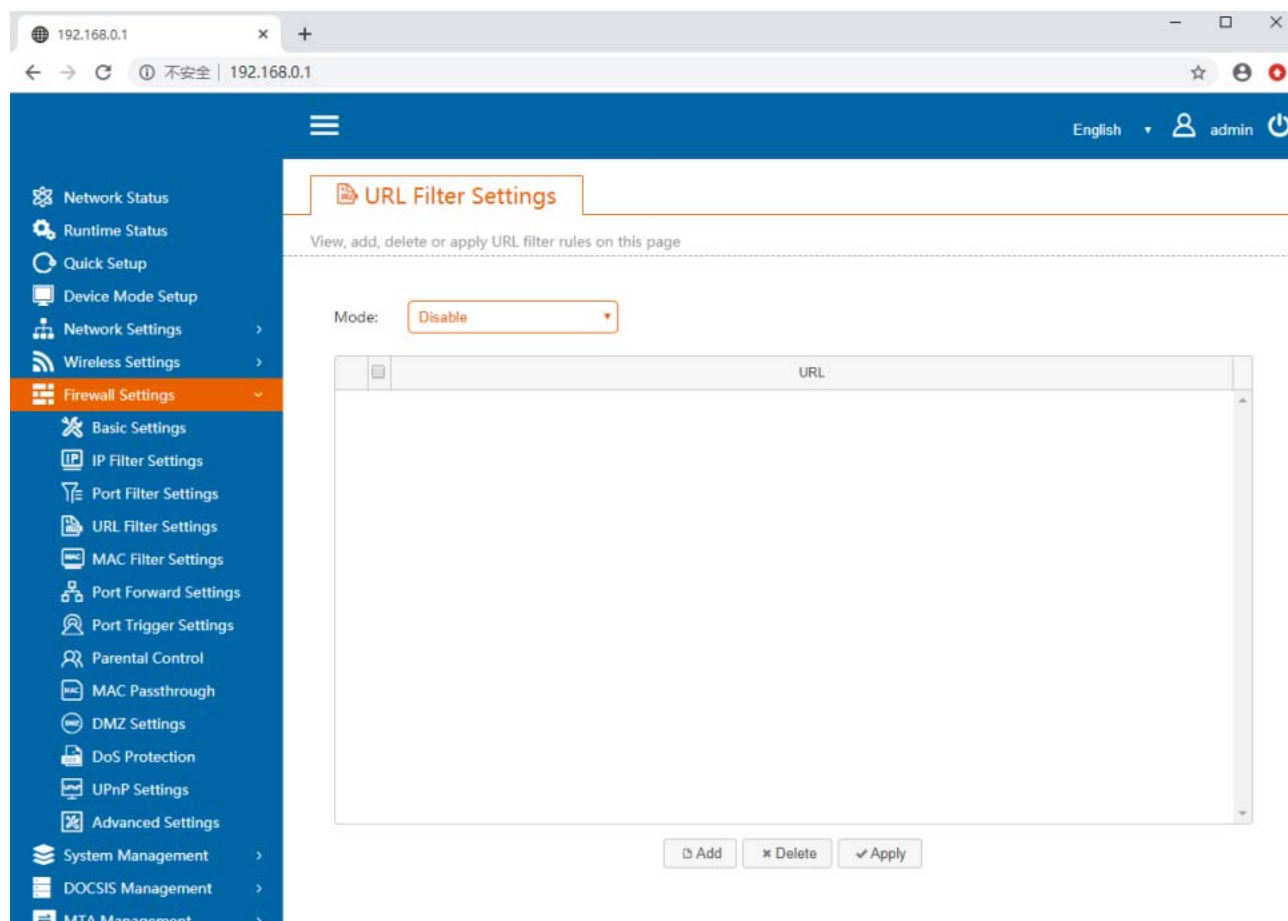 192.168.0.1
不安全 | 192.168.0.1
English admin
Network Status
Runtime Status
Quick Setup
Device Mode Setup
Network Settings
Wireless Settings
Firewall Settings
Basic Settings
IP Filter Settings
Port Filter Settings
URL Filter Settings
MAC Filter Settings
Port Forward Settings
Port Trigger Settings
Parental Control
MAC Passthrough
DMZ Settings
DoS Protection
UPnP Settings
Advanced Settings
System Management
DOCSIS Management
MTA Management
URL Filter Settings
View, add, delete or apply URL filter rules on this page
Mode: Disable
URL
Add Delete Apply